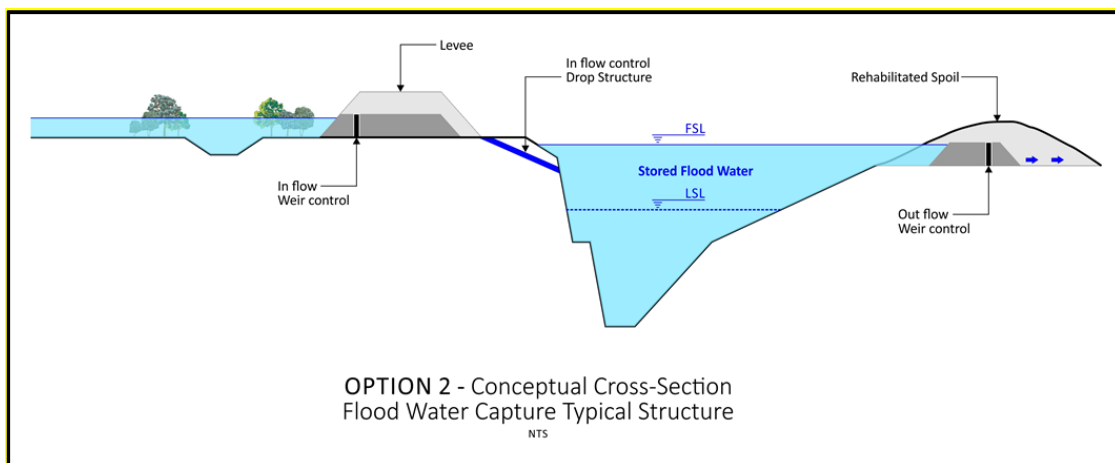 Levee
In flow control
Drop Structure
Rehabilitated Spoil
FSL
Stored Flood Water
LSL
In flow
Weir control
Out flow
Weir control
OPTION 2 - Conceptual Cross-Section
Flood Water Capture Typical Structure
NTS